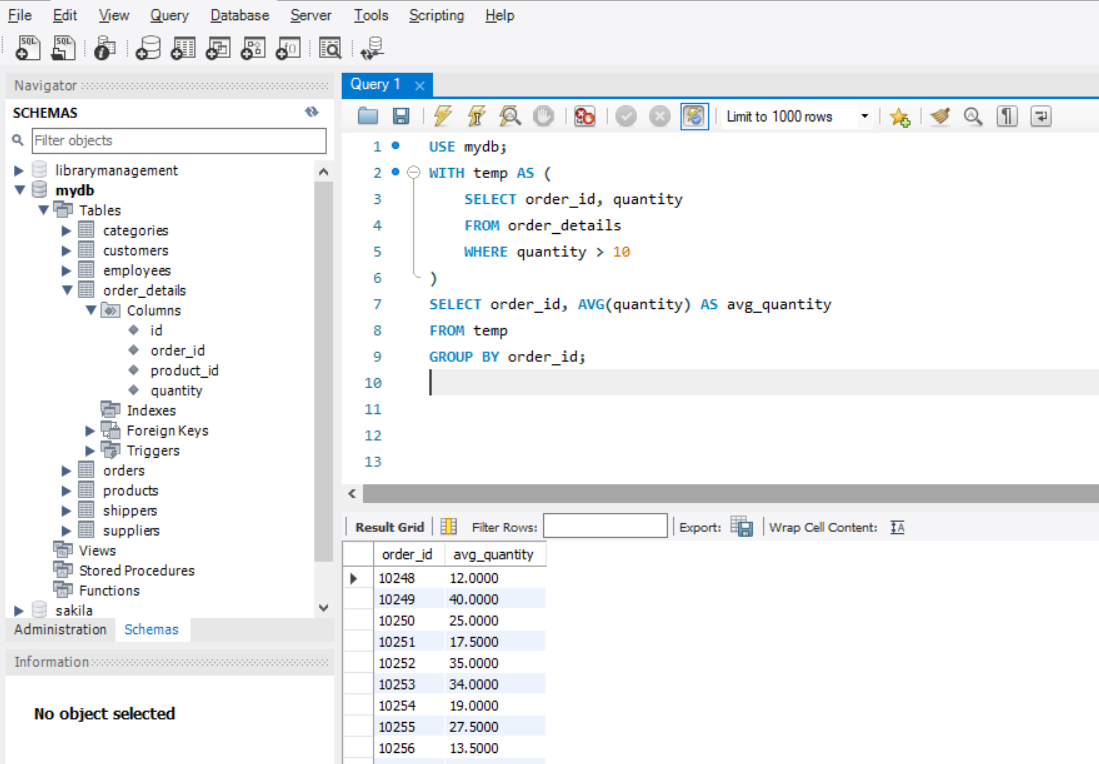 File Edit View Query Database Server Tools Scripting Help
SQL SQL
Navigator
SCHEMAS
Filter objects
librarymanagement
mydb
Tables
categories
customers
employees
order_details
Columns
id
order_id
product_id
quantity
Indexes
Foreign Keys
Triggers
orders
products
shippers
suppliers
Views
Stored Procedures
Functions
sakila
Administration Schemas
Information
No object selected
Query 1
Limit to 1000 rows
1 USE mydb;
2 WITH temp AS (
3 SELECT order_id, quantity
4 FROM order_details
5 WHERE quantity > 10
6 )
7 SELECT order_id, AVG(quantity) AS avg_quantity
8 FROM temp
9 GROUP BY order_id;
10
11
12
13
Result Grid Filter Rows: Export: Wrap Cell Content: IA
order_id avg_quantity
10248 12.0000
10249 40.0000
10250 25.0000
10251 17.5000
10252 35.0000
10253 34.0000
10254 19.0000
10255 27.5000
10256 13.5000